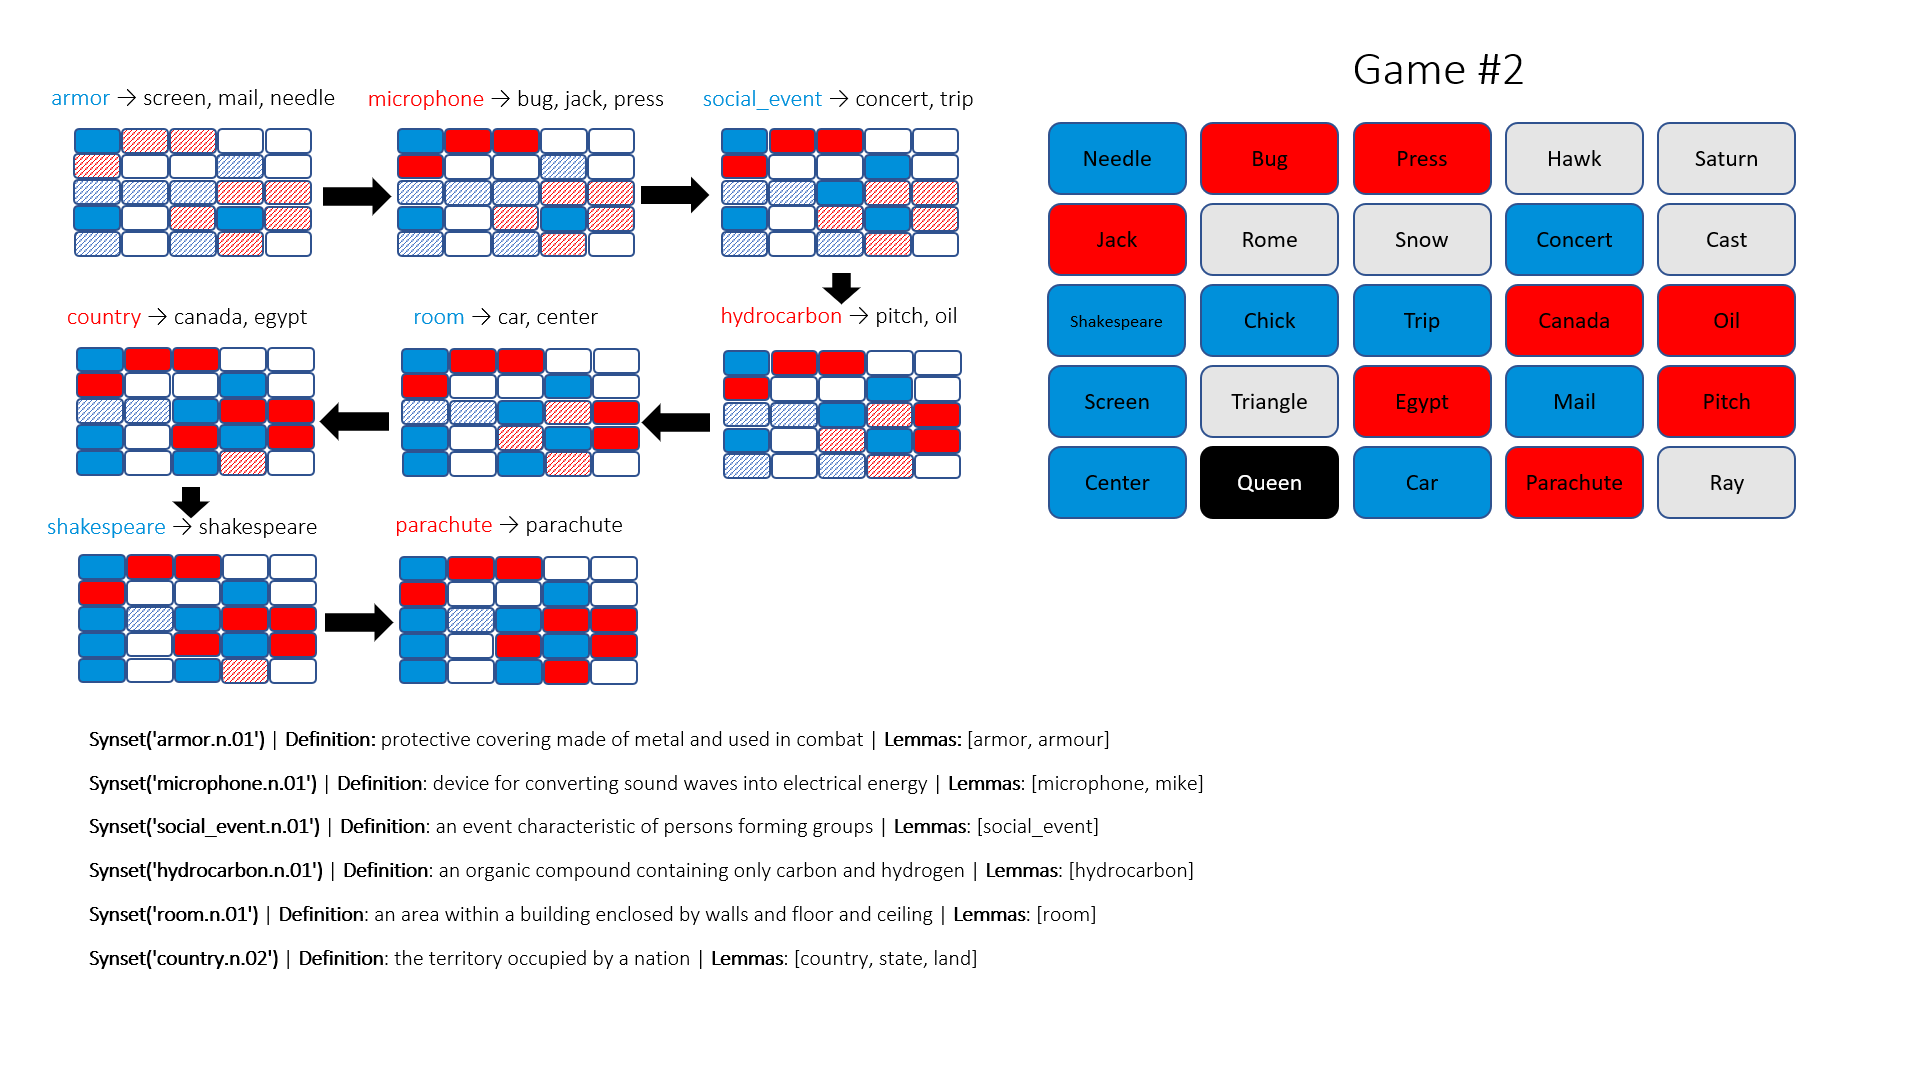 Game #2
armor → screen, mail, needle
microphone → bug, jack, press
social_event → concert, trip
country → canada, egypt
room → car, center
hydrocarbon → pitch, oil
shakespeare → shakespeare
parachute → parachute
Needle Bug Press Hawk Saturn
Jack Rome Snow Concert Cast
Shakespeare Chick Trip Canada Oil
Screen Triangle Egypt Mail Pitch
Center Queen Car Parachute Ray
Synset('armor.n.01') | Definition: protective covering made of metal and used in combat | Lemmas: [armor, armour]
Synset('microphone.n.01') | Definition: device for converting sound waves into electrical energy | Lemmas: [microphone, mike]
Synset('social_event.n.01') | Definition: an event characteristic of persons forming groups | Lemmas: [social_event]
Synset('hydrocarbon.n.01') | Definition: an organic compound containing only carbon and hydrogen | Lemmas: [hydrocarbon]
Synset('room.n.01') | Definition: an area within a building enclosed by walls and floor and ceiling | Lemmas: [room]
Synset('country.n.02') | Definition: the territory occupied by a nation | Lemmas: [country, state, land]